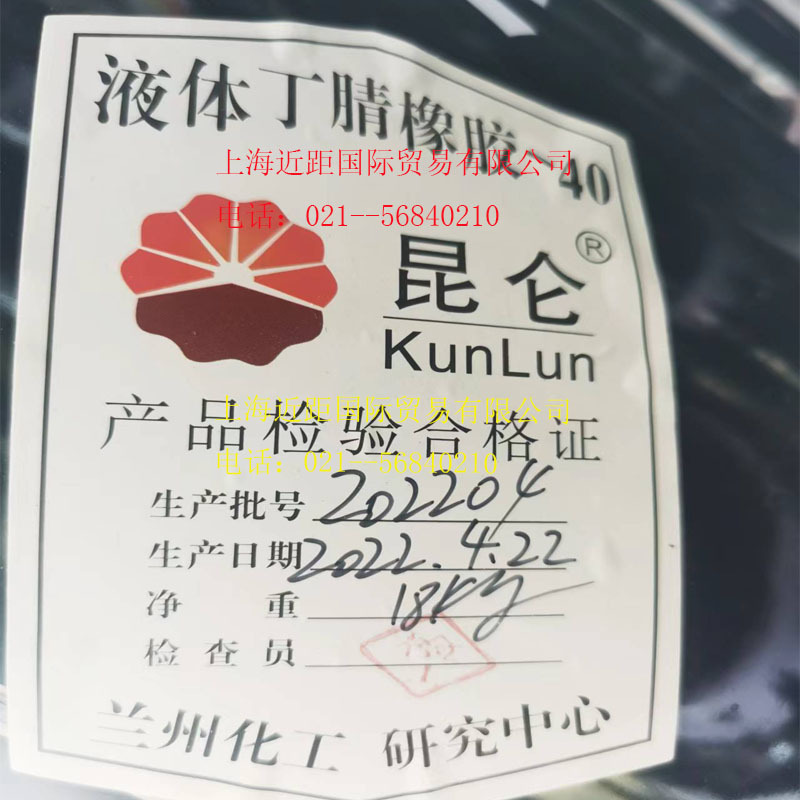 液体丁腈橡胶-40
上海近距国际贸易有限公司
电话：021--56840210
昆仑®
KunLun
产品检验合格证
上海近距国际贸易有限公司
电话：021--56840210
生产批号 202204
生产日期 2022.4.22
净 重 18Kg
检查员
兰州化工 研究中心